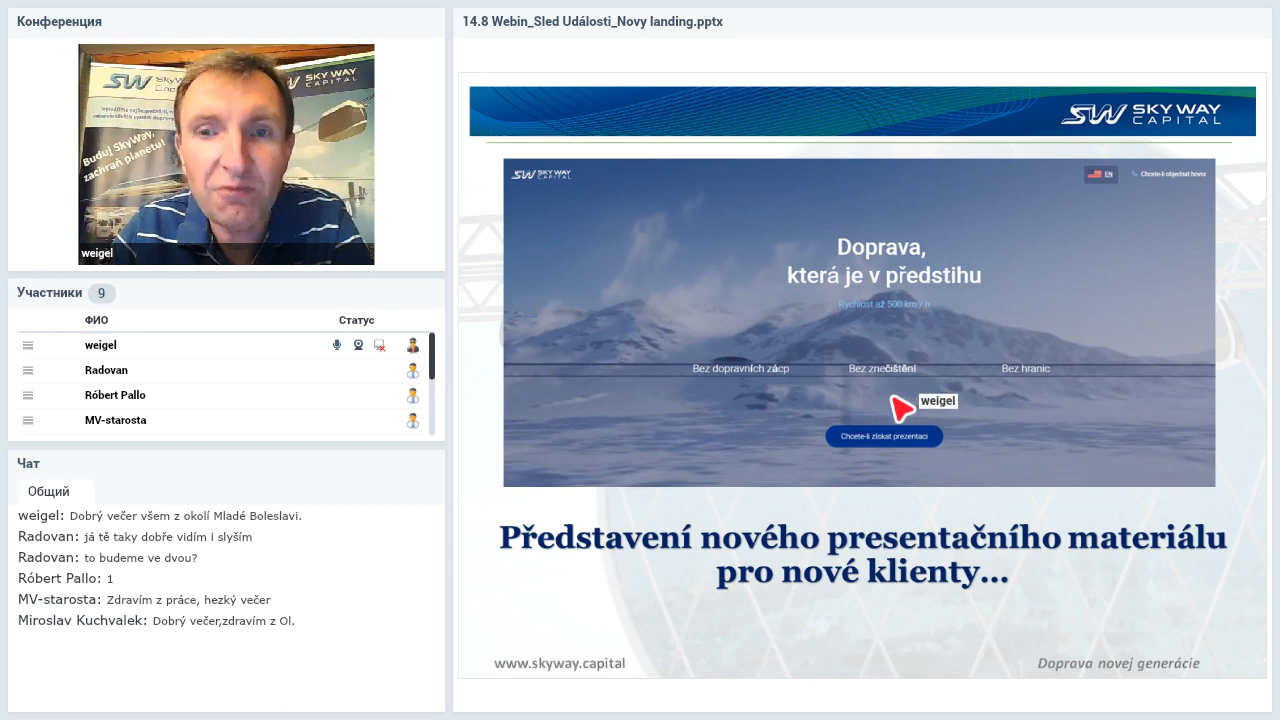 Конференция
SKY WAY
CAPITAL
Buduj SkyWay,
zachraň planetu!
weigel
Участники 9
ФИО Статус
weigel
Radovan
Róbert Pallo
MV-starosta
Чат
Общий
weigel: Dobrý večer všem z okolí Mladé Boleslavi.
Radovan: já tě taky dobře vidím i slyším
Radovan: to budeme ve dvou?
Róbert Pallo: 1
MV-starosta: Zdravím z práce, hezký večer
Miroslav Kuchvalek: Dobrý večer,zdravím z Ol.
14.8 Webin_Sled Události_Novy landing.pptx
SW SKY WAY
CAPITAL
SW SKY WAY
CAPITAL
EN Chcete-li objednat hovor
Doprava,
která je v předstihu
Rychlost až 500 km / h
Bez dopravních zácp Bez znečištění Bez hranic
weigel
Chcete-li získat prezentaci
Představení nového presentačního materiálu
pro nové klienty...
www.skyway.capital Doprava novej generácie